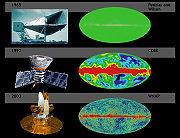 1965
Penzias and
Wilson
1992
COBE
2003
WMAP